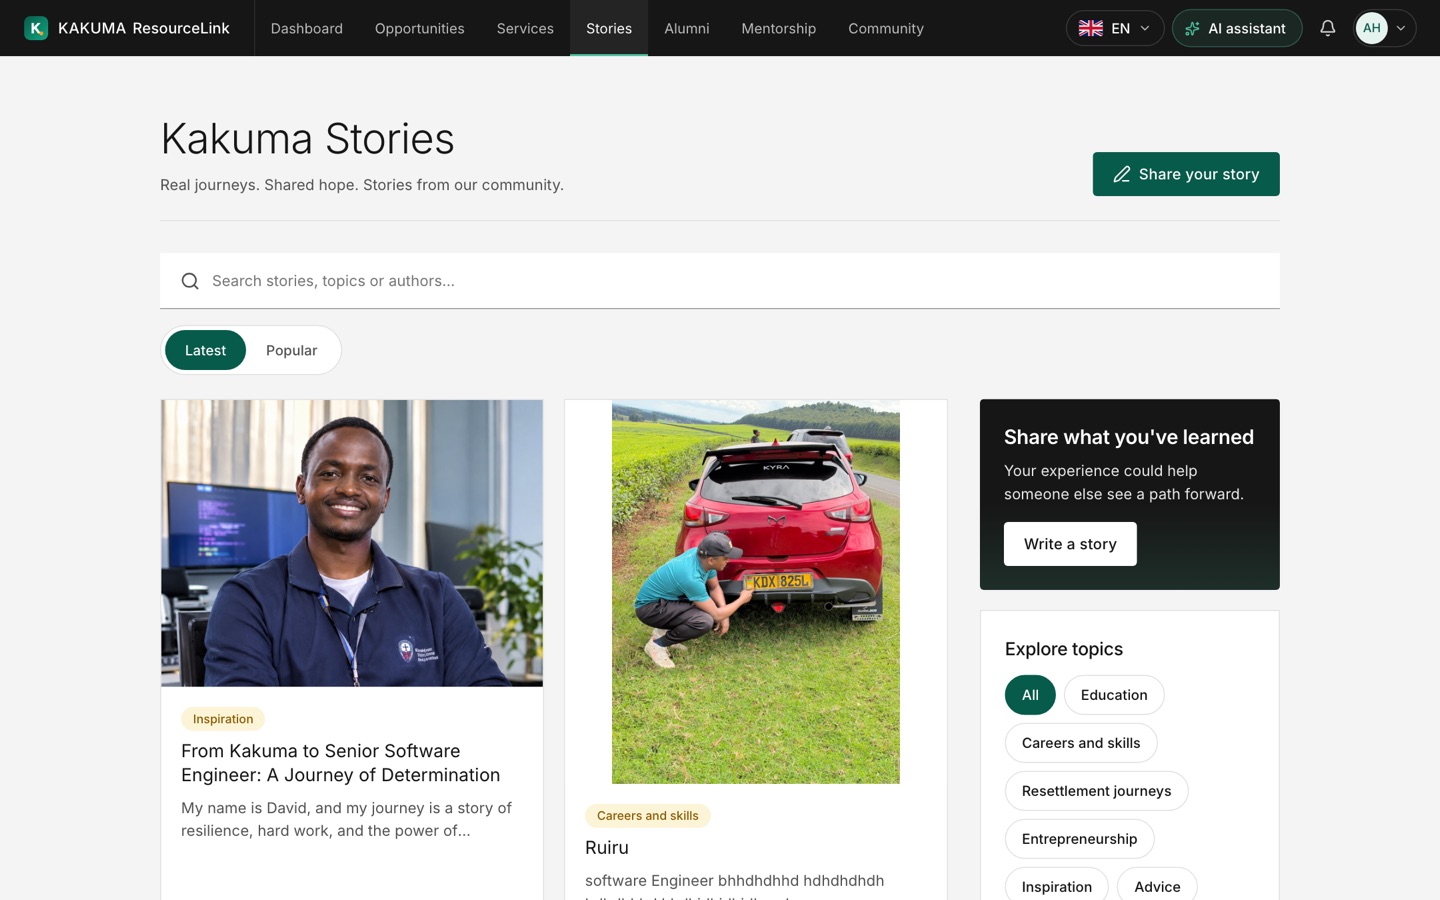 K KAKUMA ResourceLink
Dashboard
Opportunities
Services
Stories
Alumni
Mentorship
Community
EN
AI assistant
AH
Kakuma Stories
Real journeys. Shared hope. Stories from our community.
Share your story
Search stories, topics or authors...
Latest
Popular
KYRA
KDX 825L
Inspiration
From Kakuma to Senior Software
Engineer: A Journey of Determination
My name is David, and my journey is a story of
resilience, hard work, and the power of...
Careers and skills
Ruiru
software Engineer bhhdhdhhd hdhdhdhdh
Share what you've learned
Your experience could help
someone else see a path forward.
Write a story
Explore topics
All
Education
Careers and skills
Resettlement journeys
Entrepreneurship
Inspiration
Advice